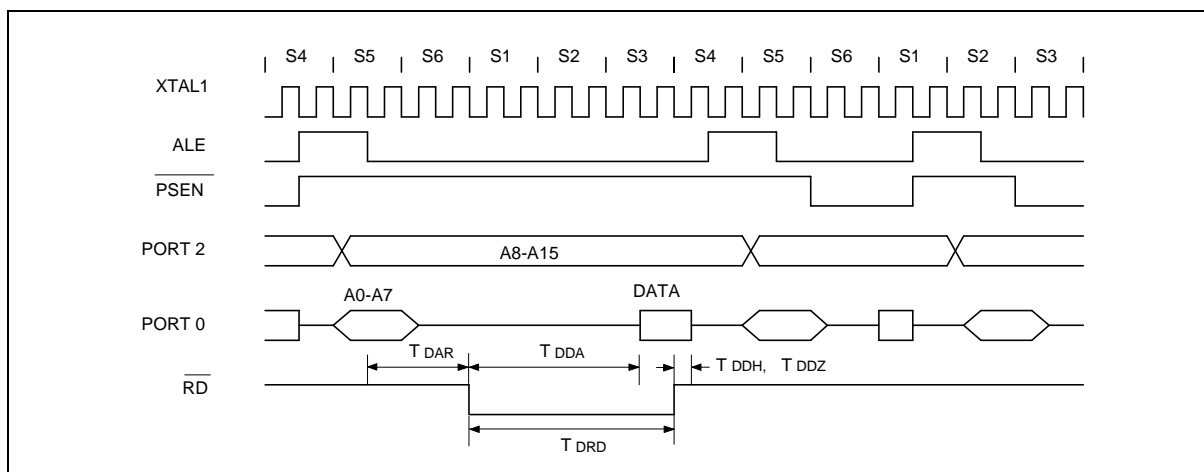 S4 S5 S6 S1 S2 S3 S4 S5 S6 S1 S2 S3
XTAL1
ALE
PSEN
PORT 2
A8-A15
A0-A7
DATA
PORT 0
T DAR
T DDA
T DDH, T DDZ
RD
T DRD